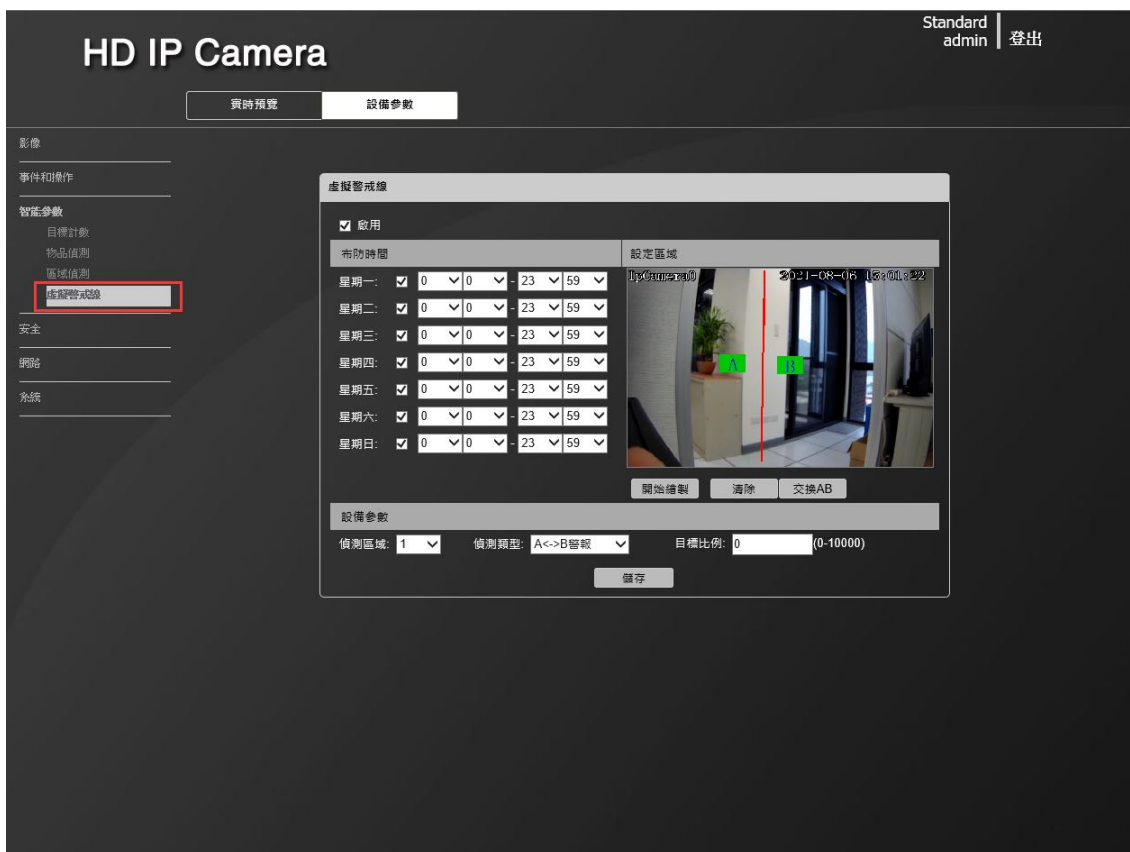 HD IP Camera
Standard
admin
登出
實時預覽 設備參數
影像
事件和操作
智能參數
目標計數
物品偵測
區域偵測
虛擬警戒線
安全
網路
系統
虛擬警戒線
啟用
布防時間 設定區域
星期一: 0 0 - 23 59
星期二: 0 0 - 23 59
星期三: 0 0 - 23 59
星期四: 0 0 - 23 59
星期五: 0 0 - 23 59
星期六: 0 0 - 23 59
星期日: 0 0 - 23 59
IpCamera0 2021-08-06 15:01:22
A B
開始繪製 清除 交換AB
設備參數
偵測區域: 1 偵測類型: A<->B警報 目標比例: 0 (0-10000)
儲存